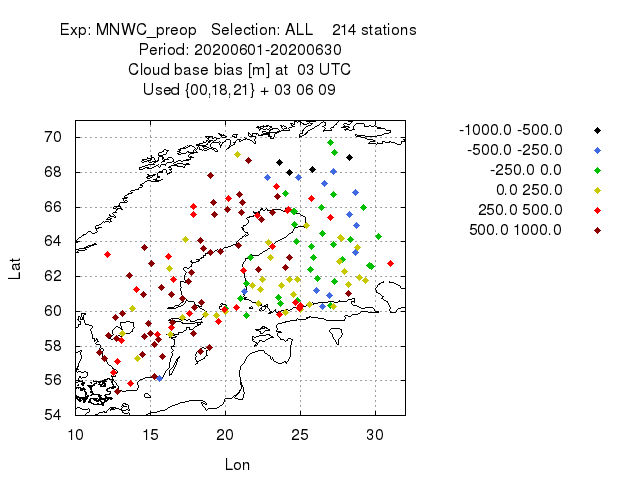 Exp: MNWC_preop   Selection: ALL    214 stations
Period: 20200601-20200630
Cloud base bias [m] at  03 UTC
Used {00,18,21} + 03 06 09
-1000.0 -500.0
-500.0 -250.0
-250.0 0.0
0.0 250.0
250.0 500.0
500.0 1000.0
70
68
66
64
62
60
58
56
54
Lat
10 15 20 25 30
Lon